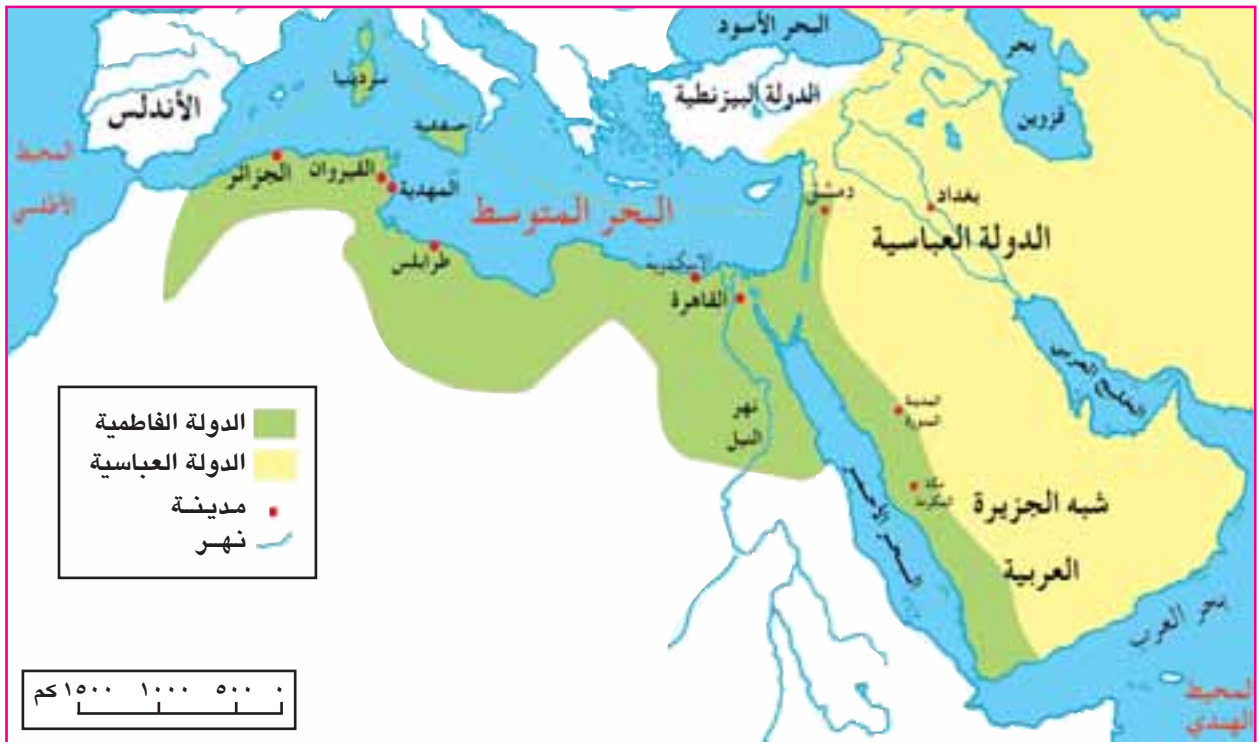 البحر الأسود
بحر
قزوين
الدولة البيزنطية
سردينيا
صقلية
الأندلس
المحيط
الأطلسي
الجزائر
القيروان
المهدية
البحر المتوسط
دمشق
بغداد
الدولة العباسية
طرابلس
الإسكندرية
القاهرة
الخليج العربي
نهر
النيل
المدينة
المنورة
مكة
المكرمة
البحر الأحمر
شبه الجزيرة
العربية
بحر العرب
المحيط
الهندي
الدولة الفاطمية
الدولة العباسية
مدينــة
نهــر
٠ ٥٠٠ ١٠٠٠ ١٥٠٠ كم